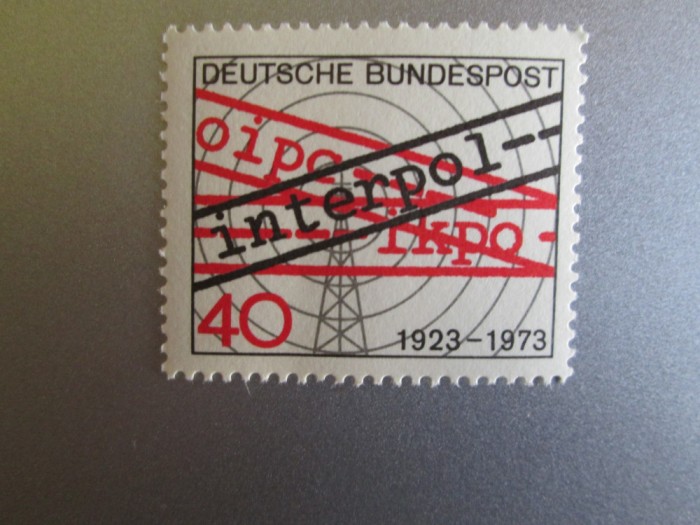 DEUTSCHE BUNDESPOST
oipc
interpol--
ikpo -
40
1923-1973